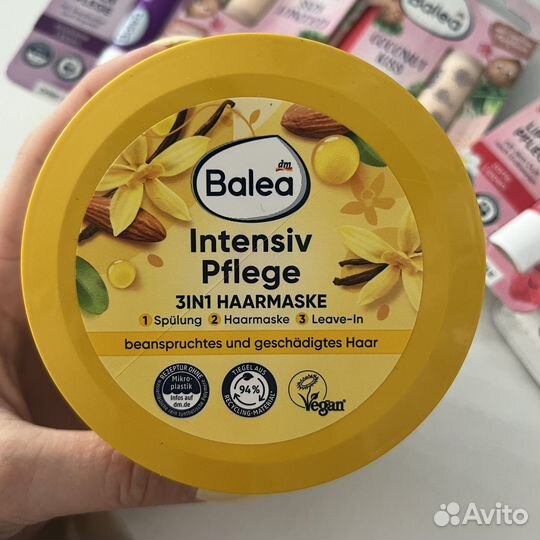 Balea
COCONUT
KISS
dm
Balea
Intensiv
Pflege
3IN1 HAARMASKE
1 Spülung 2 Haarmaske 3 Leave-In
beanspruchtes und geschädigtes Haar
REZEPTUR OHNE
Mikro-
plastik
Infos auf
dm.de
TIEGEL AUS
94%
RECYCLING-MATERIAL
Vegan
Avito